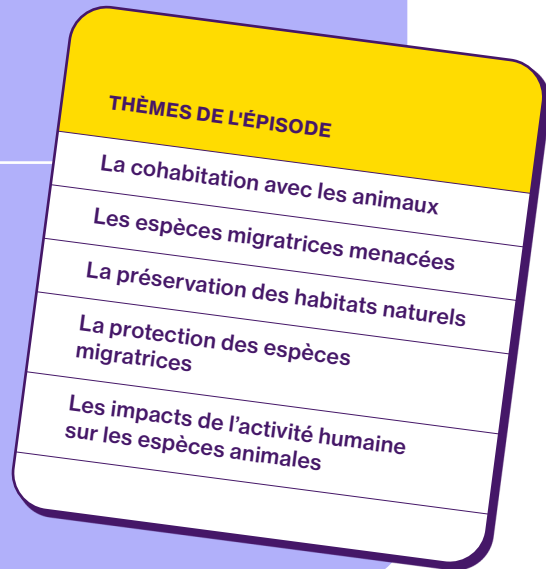 THÈMES DE L'ÉPISODE
La cohabitation avec les animaux
Les espèces migratrices menacées
La préservation des habitats naturels
La protection des espèces
migratrices
Les impacts de l’activité humaine
sur les espèces animales